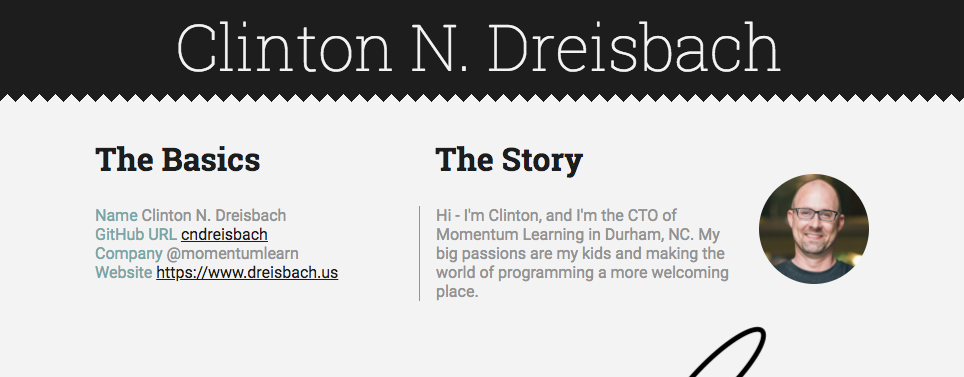 Clinton N. Dreisbach
The Basics
Name Clinton N. Dreisbach
GitHub URL cndreisbach
Company @momentumlearn
Website https://www.dreisbach.us
The Story
Hi - I'm Clinton, and I'm the CTO of
Momentum Learning in Durham, NC. My
big passions are my kids and making the
world of programming a more welcoming
place.